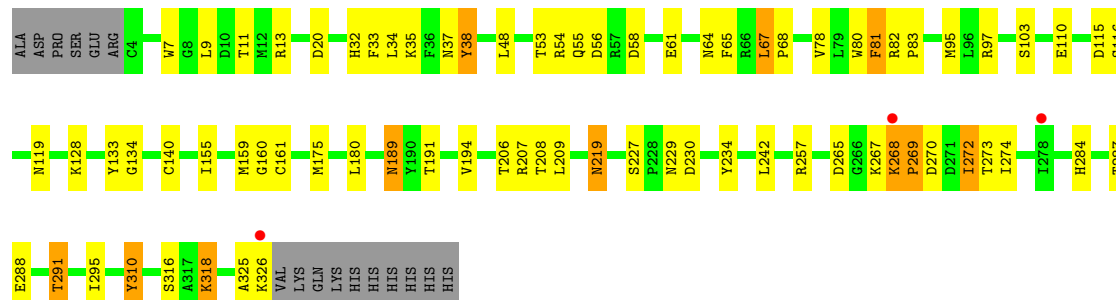 ALA ASP PRO SER GLU ARG C4 W7 G8 L9 D10 T11 M12 R13 D20 H32 F33 L34 K35 F36 N37 Y38 L48 T53 R54 Q55 D56 R57 D58 E61 N64 F65 R66 L67 P68 V78 L79 W80 F81 R82 P83 M95 L96 R97 S103 E110 D115
N119 K128 Y133 G134 C140 I155 M159 G160 C161 M175 L180 N189 Y190 T191 V194 T206 R207 T208 L209 N219 S227 P228 N229 D230 Y234 L242 R257 D265 G266 K267 K268 P269 D270 D271 I272 T273 I274 I278 H284
E288 T291 I295 Y310 S316 A317 K318 A325 K326 VAL LYS GLN LYS HIS HIS HIS HIS HIS HIS